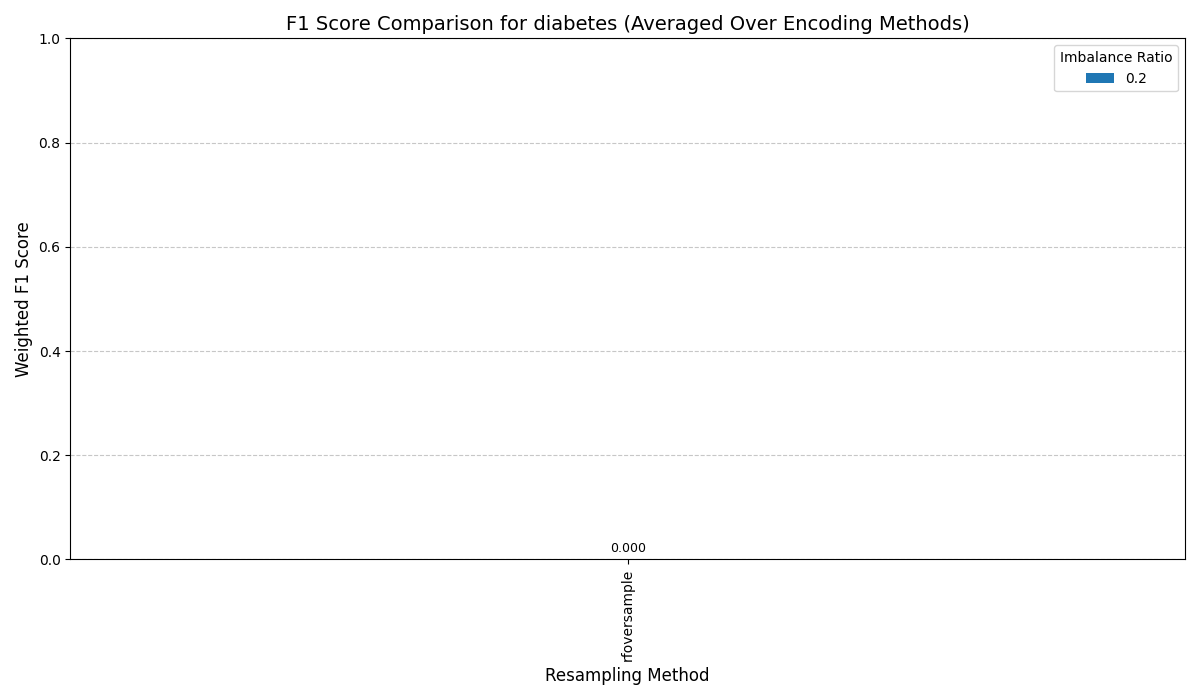 F1 Score Comparison for diabetes (Averaged Over Encoding Methods)
Imbalance Ratio
0.2
1.0
0.8
0.6
0.4
0.2
0.0
Weighted F1 Score
0.000
rfoversample
Resampling Method